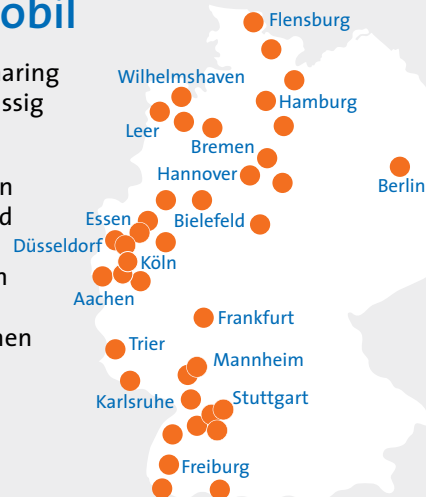 obil
aring
ssig
n
d
n
nen
Flensburg
Wilhelmshaven
Hamburg
Leer
Bremen
Hannover
Berlin
Essen
Bielefeld
Düsseldorf
Köln
Aachen
Frankfurt
Trier
Mannheim
Karlsruhe
Stuttgart
Freiburg